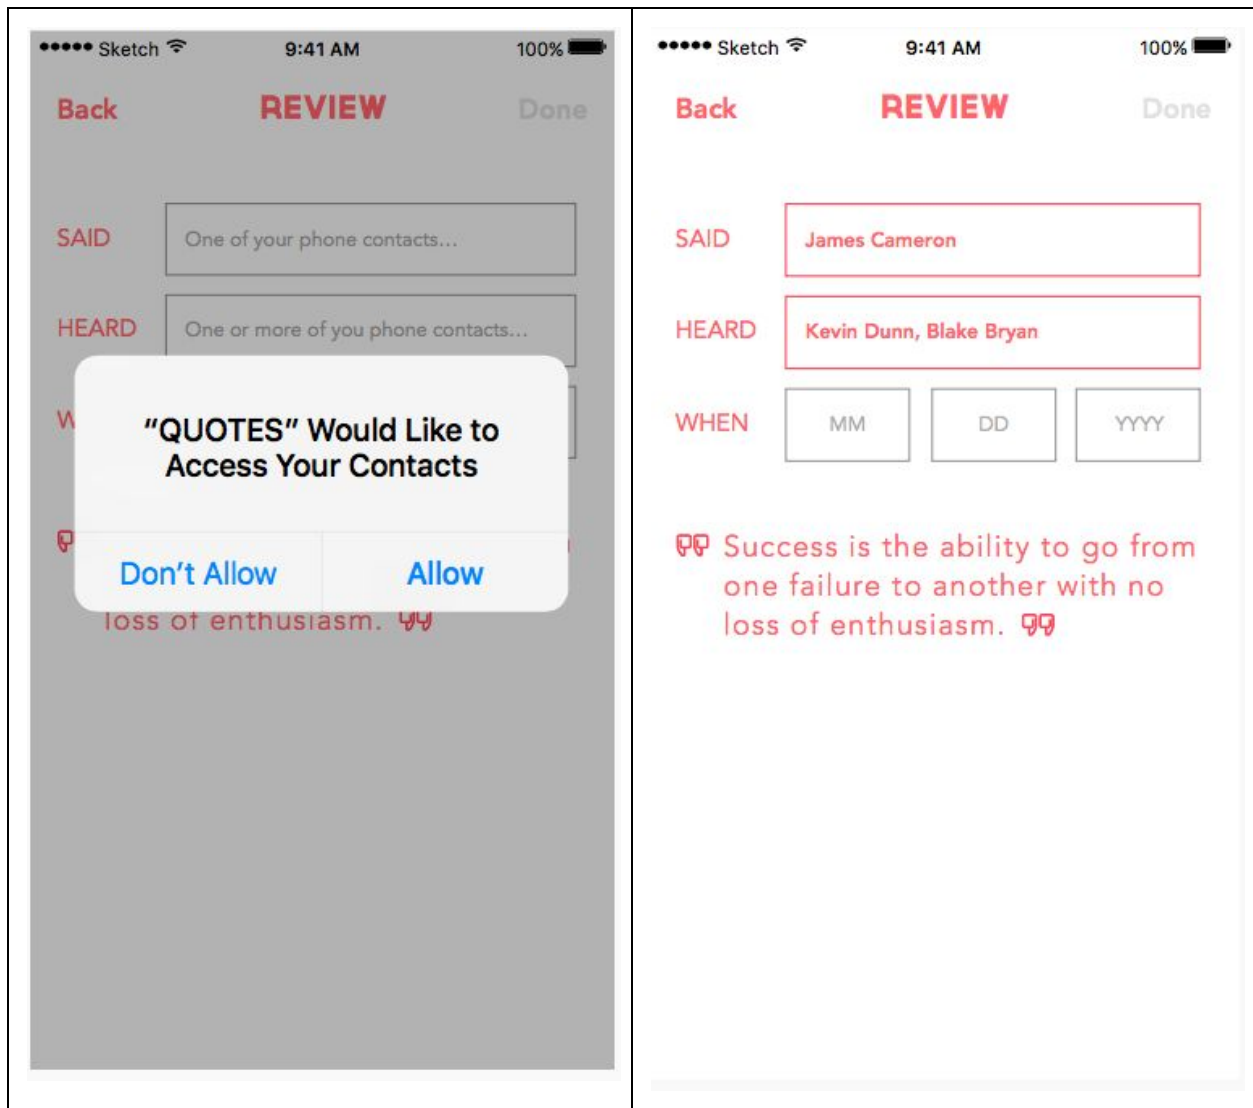 Sketch 9:41 AM 100%
Back REVIEW Done
SAID One of your phone contacts...
HEARD One or more of you phone contacts...
W
"QUOTES" Would Like to
Access Your Contacts
Don't Allow Allow
loss of enthusiasm.
Sketch 9:41 AM 100%
Back REVIEW Done
SAID James Cameron
HEARD Kevin Dunn, Blake Bryan
WHEN MM DD YYYY
Success is the ability to go from
one failure to another with no
loss of enthusiasm.